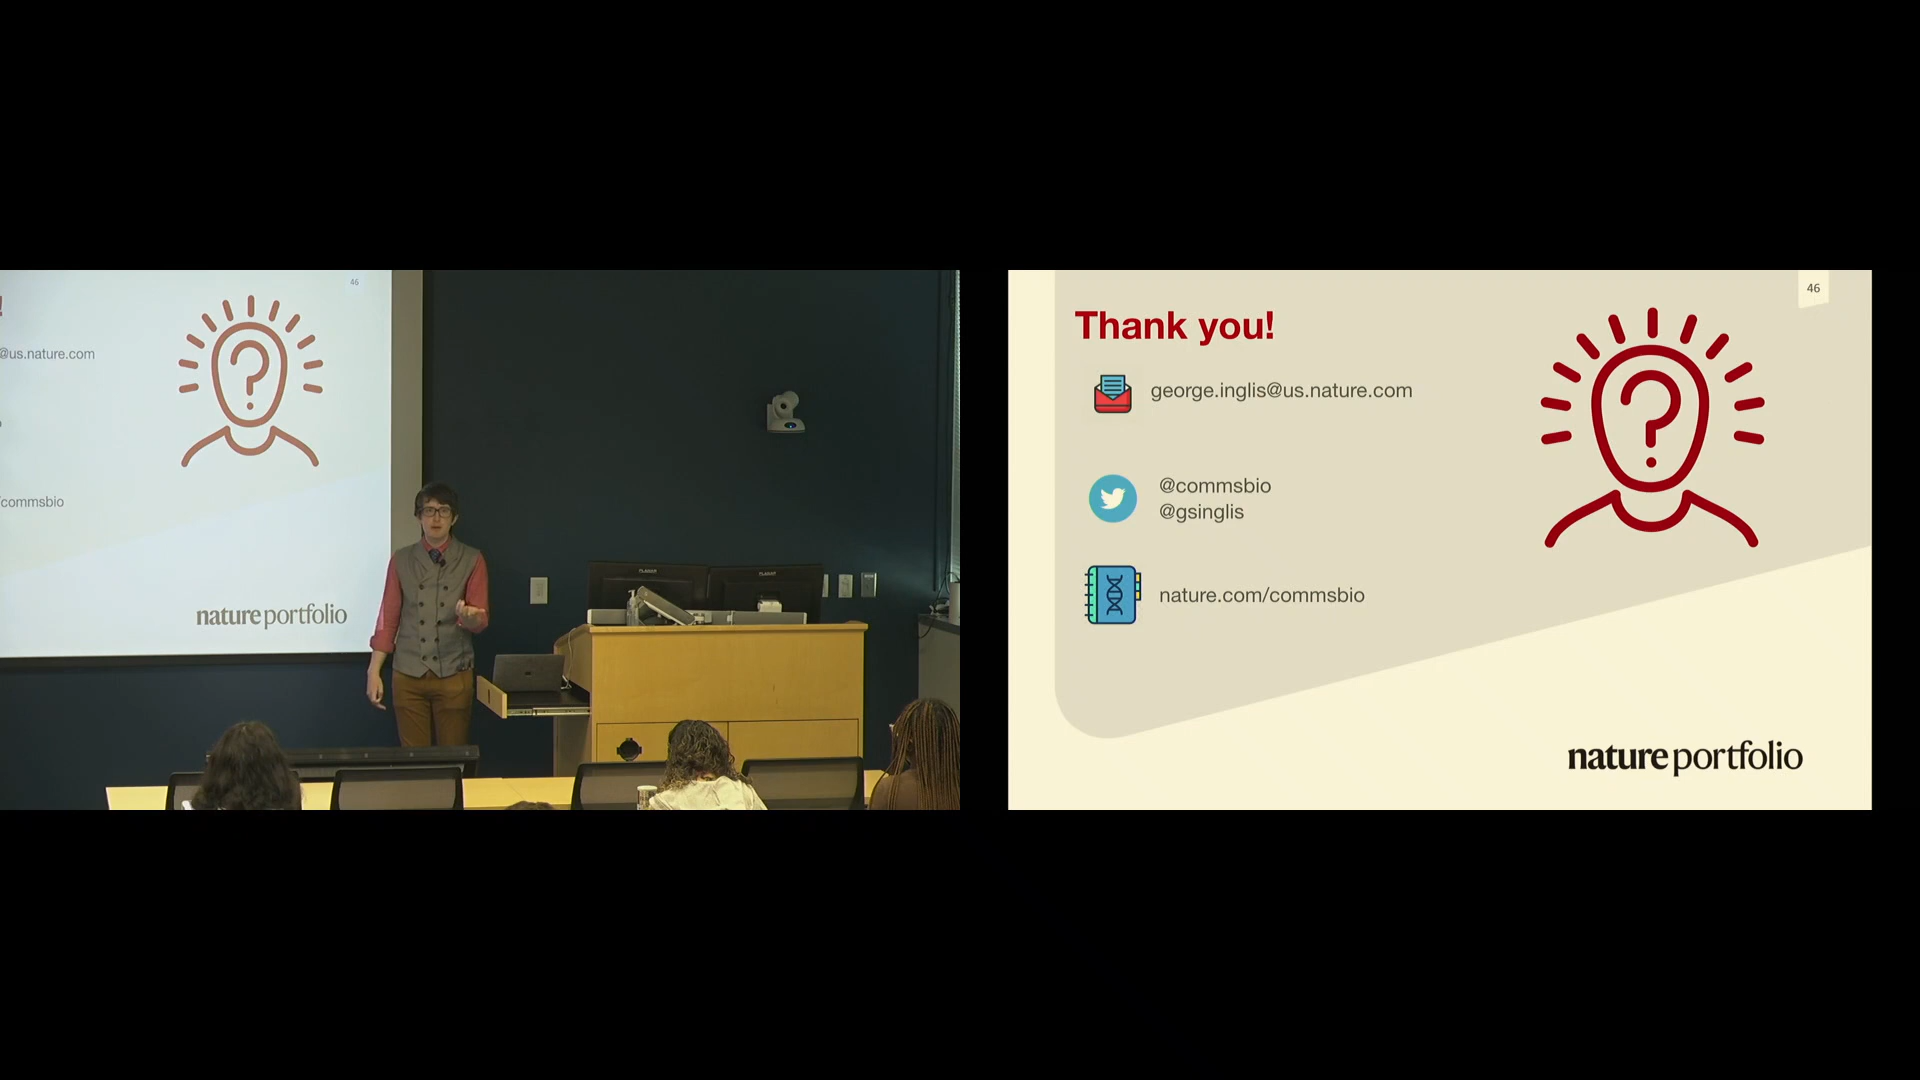 46
!
@us.nature.com
/commsbio
nature portfolio
46
Thank you!
george.inglis@us.nature.com
@commsbio
@gsinglis
nature.com/commsbio
nature portfolio